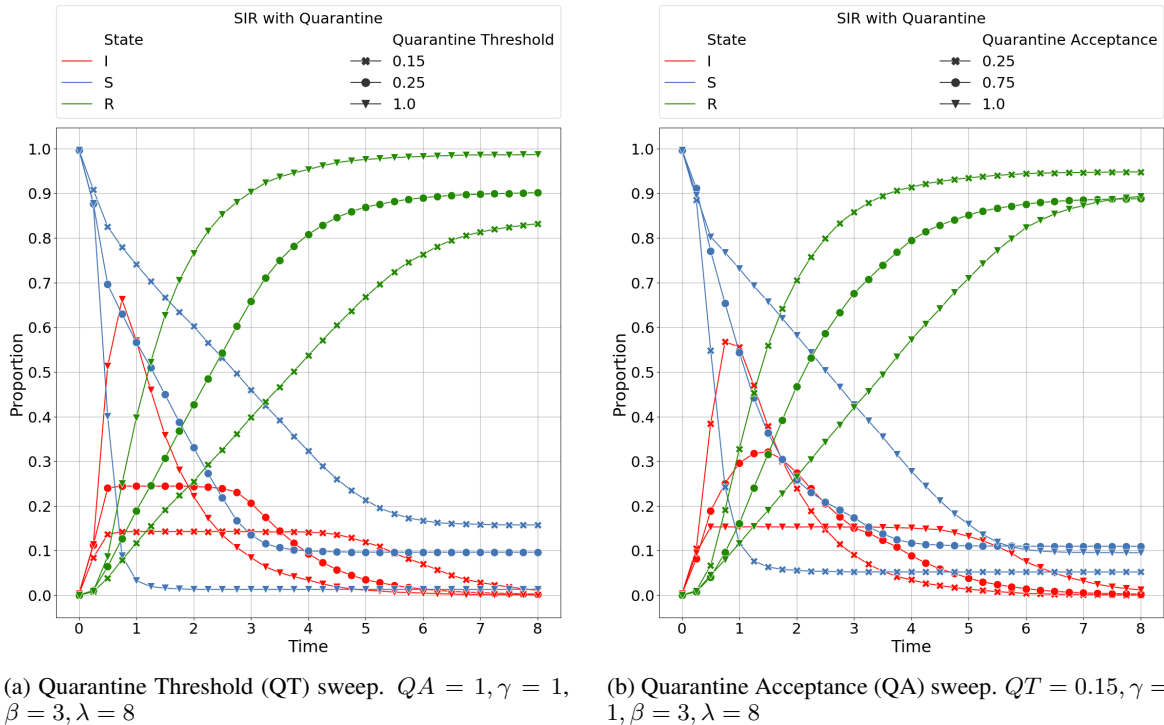 SIR with Quarantine
State Quarantine Threshold
I 0.15
S 0.25
R 1.0
1.0
0.9
0.8
0.7
0.6
0.5
0.4
0.3
0.2
0.1
0.0
Proportion
0 1 2 3 4 5 6 7 8
Time
(a) Quarantine Threshold (QT) sweep. QA = 1, γ = 1,
β = 3, λ = 8
SIR with Quarantine
State Quarantine Acceptance
I 0.25
S 0.75
R 1.0
1.0
0.9
0.8
0.7
0.6
0.5
0.4
0.3
0.2
0.1
0.0
Proportion
0 1 2 3 4 5 6 7 8
Time
(b) Quarantine Acceptance (QA) sweep. QT = 0.15, γ =
1, β = 3, λ = 8